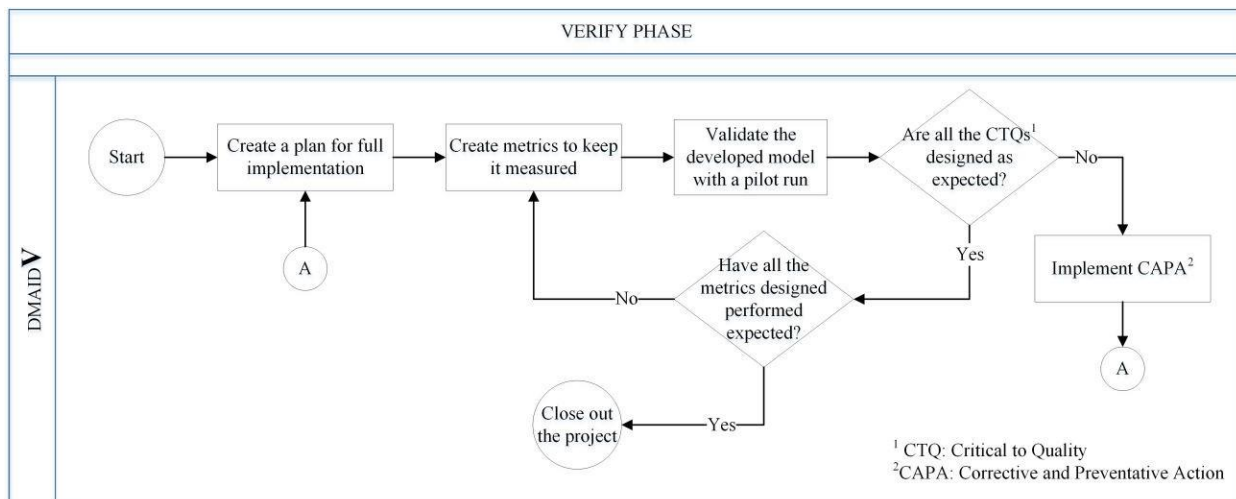 VERIFY PHASE
DMAIDV
Start
Create a plan for full
implementation
Create metrics to keep
it measured
Validate the
developed model
with a pilot run
Are all the CTQs¹
designed as
expected?
No
Yes
Implement CAPA²
A
A
Have all the
metrics designed
performed
expected?
No
Yes
Close out
the project
¹ CTQ: Critical to Quality
²CAPA: Corrective and Preventative Action